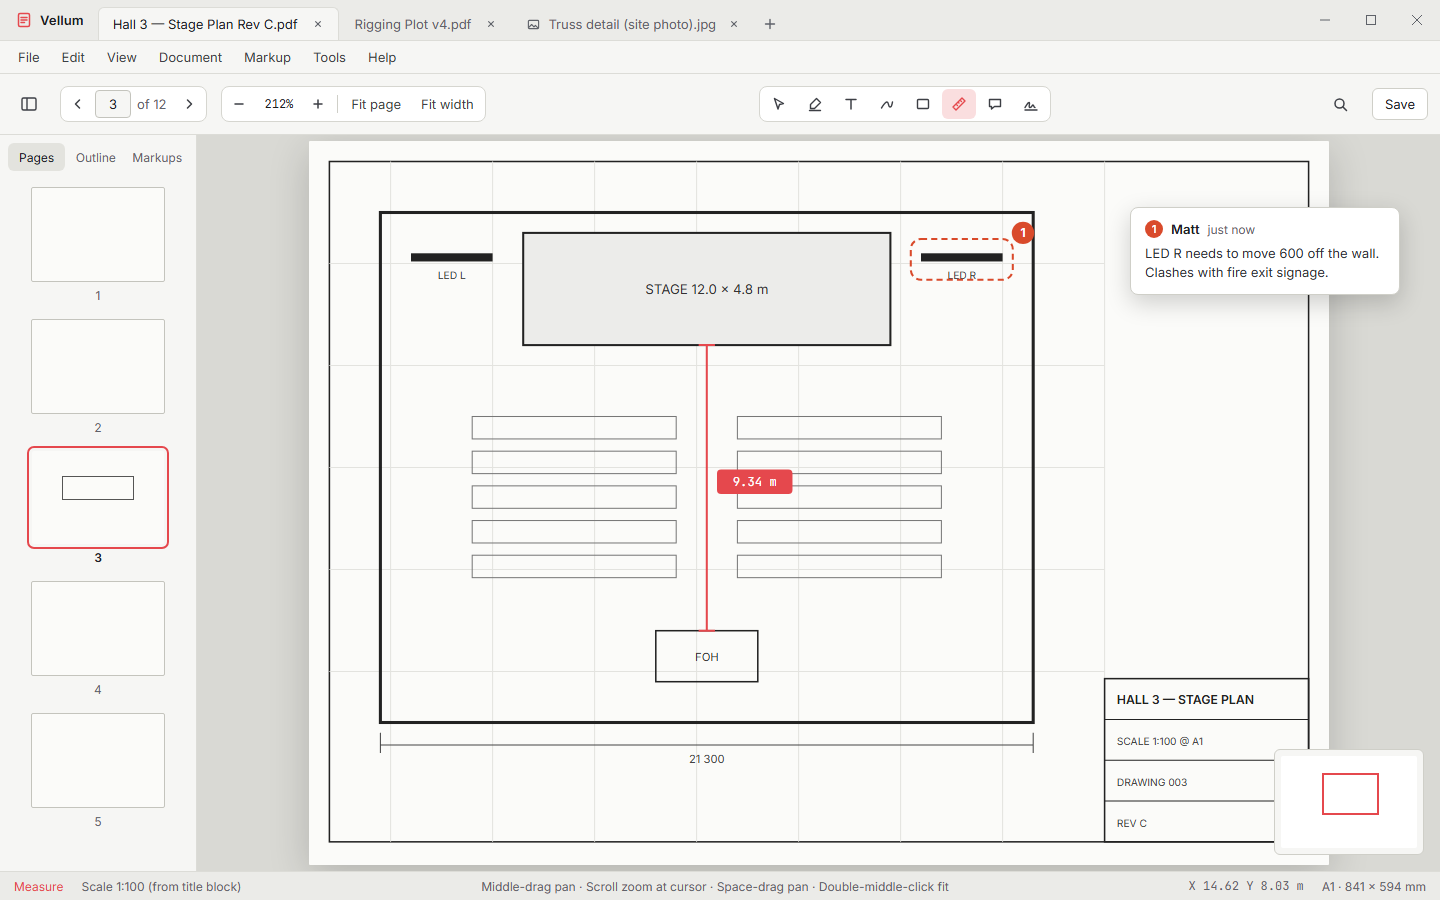 Vellum
Hall 3 — Stage Plan Rev C.pdf
Rigging Plot v4.pdf
Truss detail (site photo).jpg
File Edit View Document Markup Tools Help
3 of 12
212%
Fit page
Fit width
Save
Pages Outline Markups
1
2
3
4
5
LED L
STAGE 12.0 × 4.8 m
LED R
1
1 Matt just now
LED R needs to move 600 off the wall.
Clashes with fire exit signage.
9.34 m
FOH
21 300
HALL 3 — STAGE PLAN
SCALE 1:100 @ A1
DRAWING 003
REV C
Measure
Scale 1:100 (from title block)
Middle-drag pan · Scroll zoom at cursor · Space-drag pan · Double-middle-click fit
X 14.62 Y 8.03 m
A1 · 841 × 594 mm